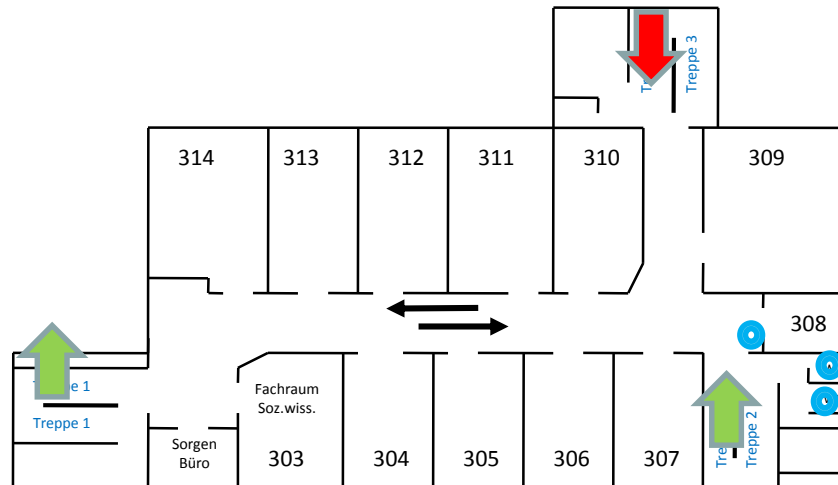 Treppe 3
314
313
312
311
310
309
308
Treppe 1
Fachraum
Soz.wiss.
Treppe 2
Sorgen
Büro
303
304
305
306
307